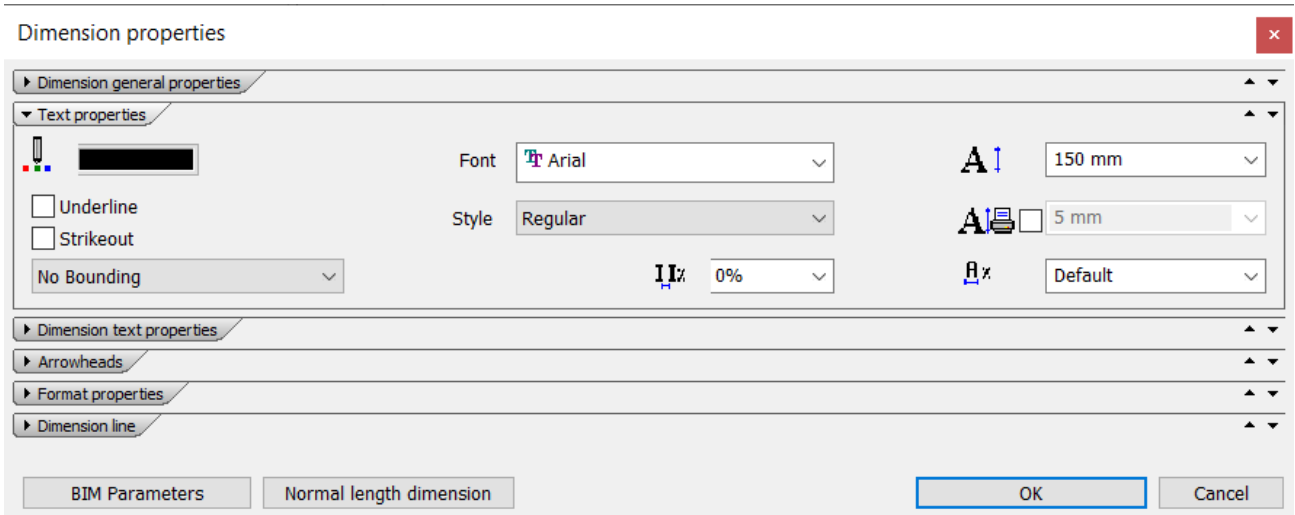 Dimension properties
Dimension general properties
Text properties
Font Arial 150 mm
Underline
Style Regular 5 mm
Strikeout
No Bounding 0% Default
Dimension text properties
Arrowheads
Format properties
Dimension line
BIM Parameters Normal length dimension OK Cancel